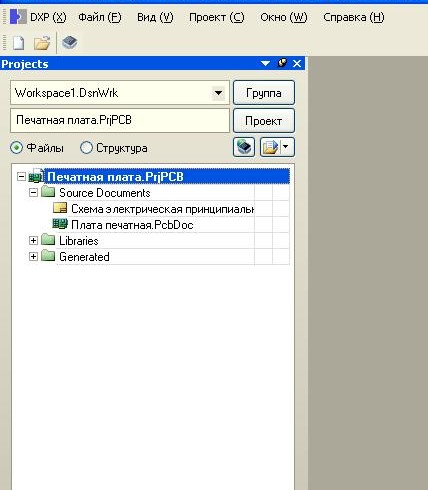 DXP (X) Файл (F) Вид (V) Проект (C) Окно (W) Справка (H)
Projects
Workspace1.DsnWrk Группа
Печатная плата.PrjPCB Проект
Файлы Структура
Печатная плата.PrjPCB
Source Documents
Схема электрическая принципиальн
Плата печатная.PcbDoc
Libraries
Generated